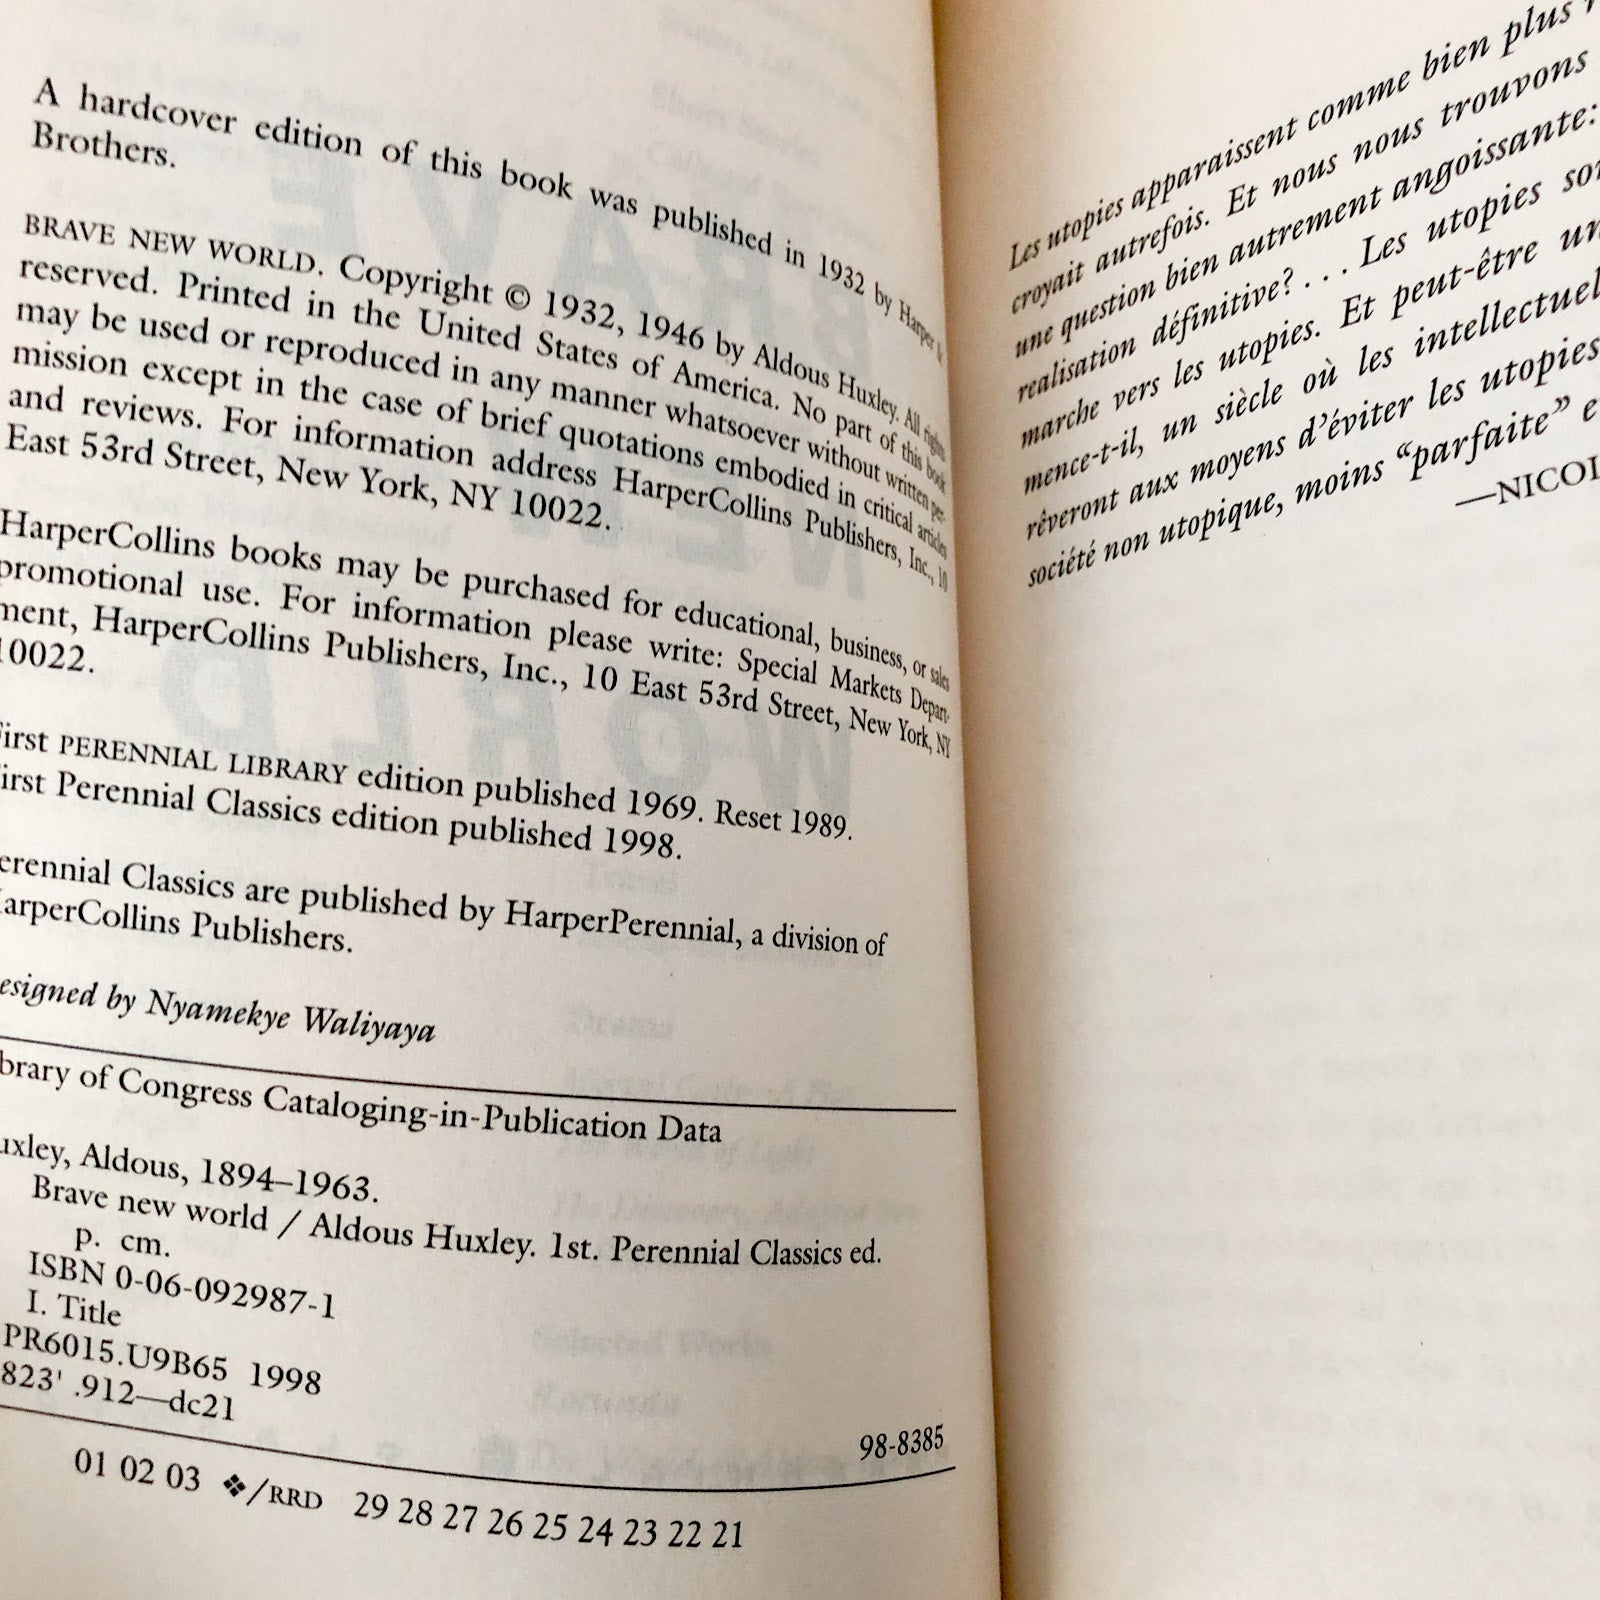 A hardcover edition of this book was published in 1932 by Harper &
Brothers.
BRAVE NEW WORLD. Copyright © 1932, 1946 by Aldous Huxley. All rights
reserved. Printed in the United States of America. No part of this book
may be used or reproduced in any manner whatsoever without written per-
mission except in the case of brief quotations embodied in critical articles
and reviews. For information address HarperCollins Publishers, Inc., 10
East 53rd Street, New York, NY 10022.
HarperCollins books may be purchased for educational, business, or sales
promotional use. For information please write: Special Markets Depart-
ment, HarperCollins Publishers, Inc., 10 East 53rd Street, New York, NY
10022.
First PERENNIAL LIBRARY edition published 1969. Reset 1989.
First Perennial Classics edition published 1998.
erennial Classics are published by HarperPerennial, a division of
HarperCollins Publishers.
esigned by Nyamekye Waliyaya
brary of Congress Cataloging-in-Publication Data
uxley, Aldous, 1894–1963.
Brave new world / Aldous Huxley. 1st. Perennial Classics ed.
p. cm.
ISBN 0-06-092987-1
I. Title
PR6015.U9B65 1998
823' .912—dc21
98-8385
01 02 03 ❖/RRD 29 28 27 26 25 24 23 22 21
Les utopies apparaissent comme bien plus
croyait autrefois. Et nous nous trouvons
une question bien autrement angoissante:
realisation définitive? . . . Les utopies so
marche vers les utopies. Et peut-être un
mence-t-il, un siècle où les intellectuel
rêveront aux moyens d'éviter les utopies
société non utopique, moins “parfaite” e
—NICOL